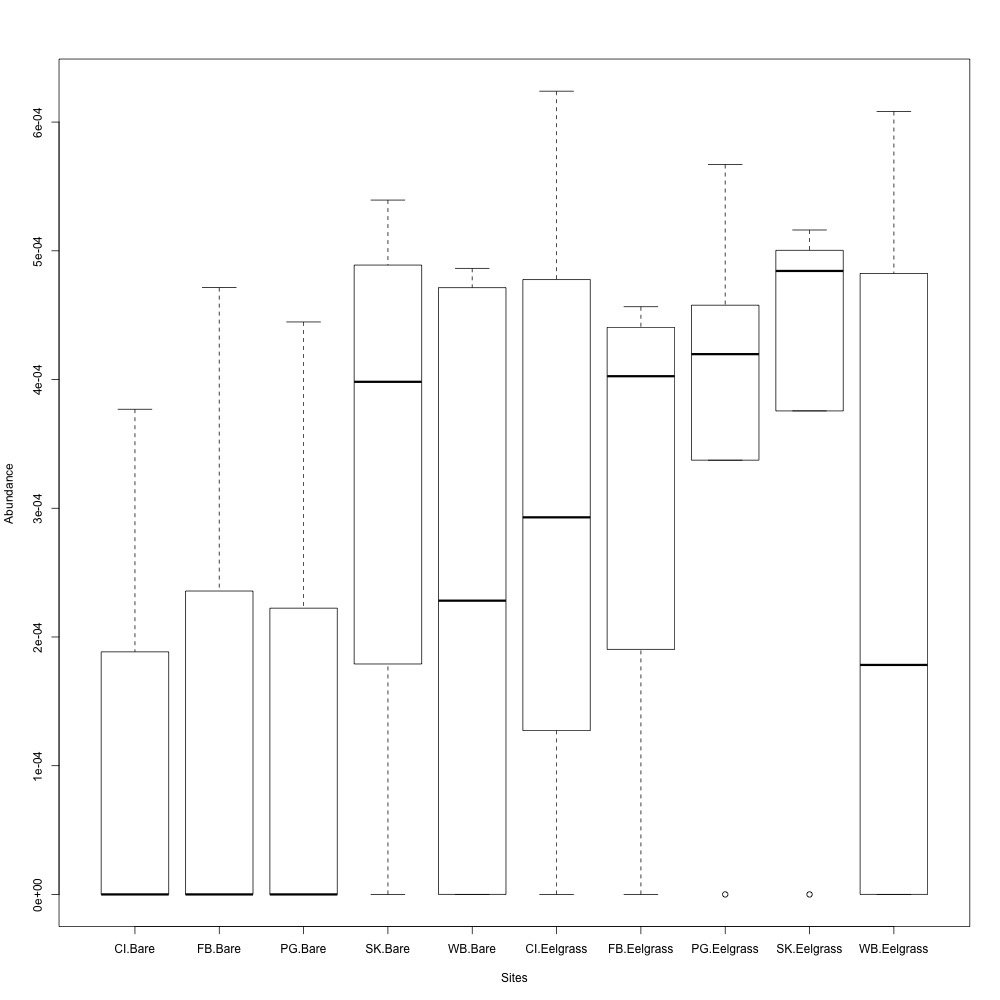 Abundance
6e-04
5e-04
4e-04
3e-04
2e-04
1e-04
0e+00
CI.Bare FB.Bare PG.Bare SK.Bare WB.Bare CI.Eelgrass FB.Eelgrass PG.Eelgrass SK.Eelgrass WB.Eelgrass
Sites